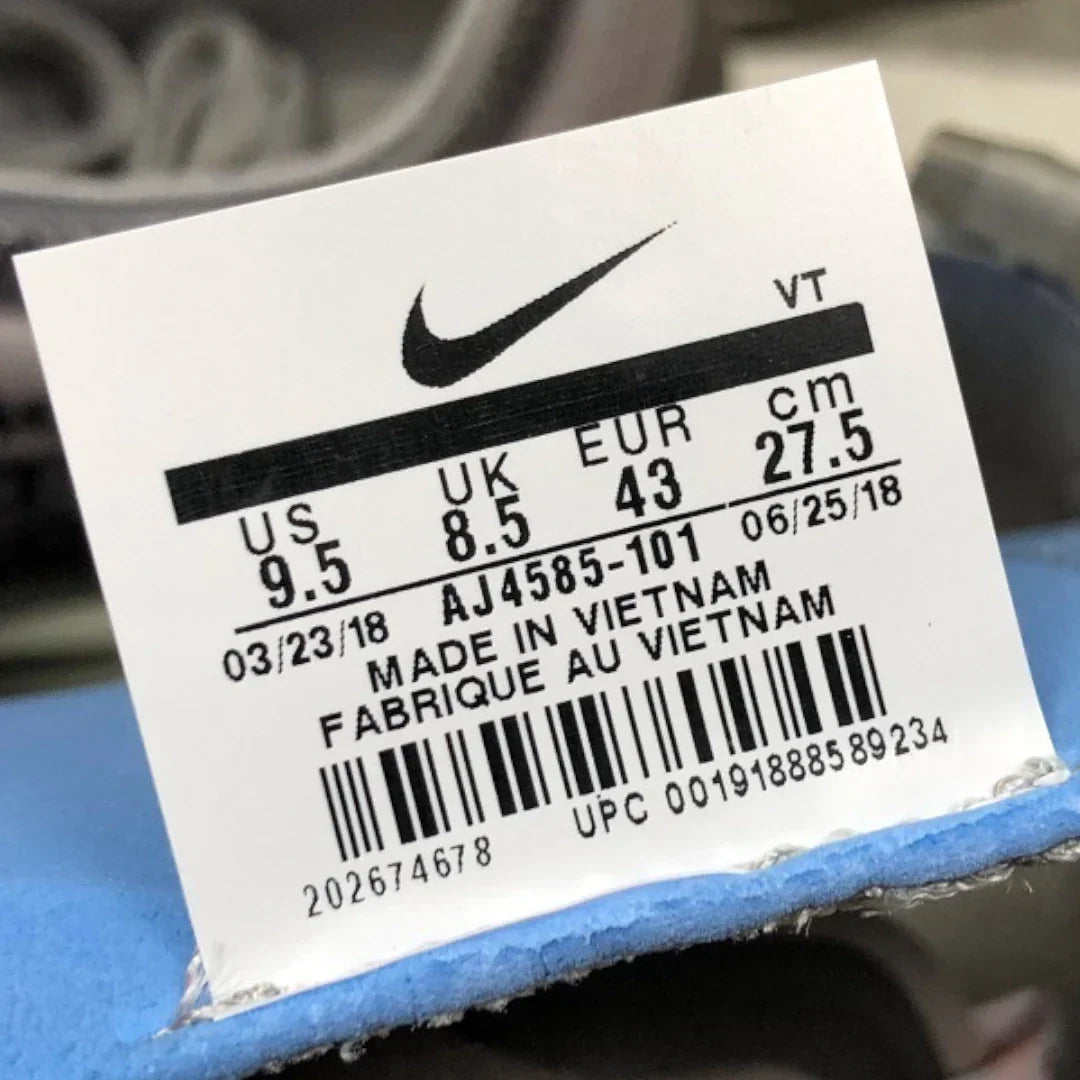 VT
US UK EUR cm
9.5 8.5 43 27.5
03/23/18 AJ4585-101 06/25/18
MADE IN VIETNAM
FABRIQUE AU VIETNAM
202674678 UPC 00191888589234